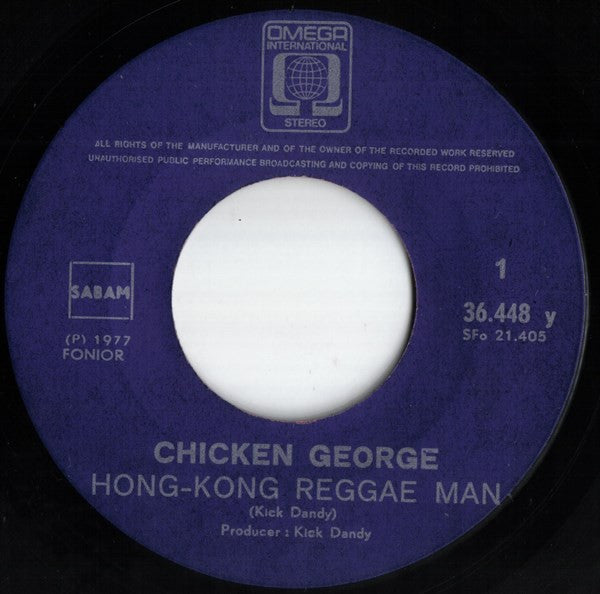 OMEGA
INTERNATIONAL
STEREO
ALL RIGHTS OF THE MANUFACTURER AND OF THE OWNER OF THE RECORDED WORK RESERVED
UNAUTHORISED PUBLIC PERFORMANCE BROADCASTING AND COPYING OF THIS RECORD PROHIBITED
SABAM
(P) 1977
FONIOR
1
36.448 y
SFo 21.405
CHICKEN GEORGE
HONG-KONG REGGAE MAN
(Kick Dandy)
Producer : Kick Dandy